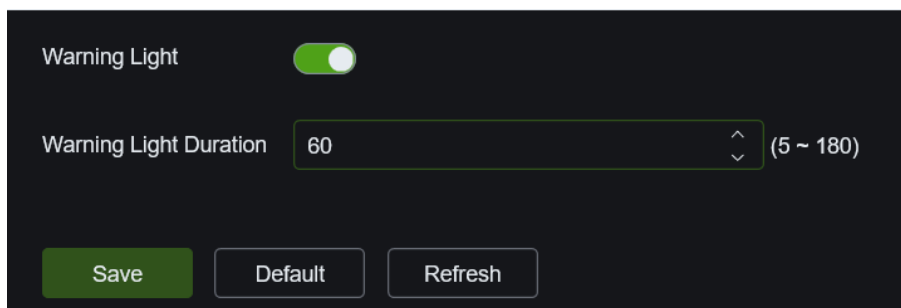 Warning Light
Warning Light Duration 60 (5 ~ 180)
Save Default Refresh